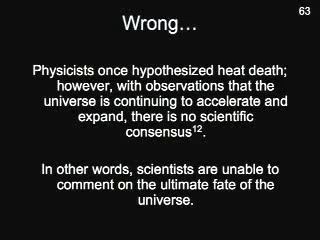 63
Wrong…
Physicists once hypothesized heat death;
however, with observations that the
universe is continuing to accelerate and
expand, there is no scientific
consensus12.
In other words, scientists are unable to
comment on the ultimate fate of the
universe.